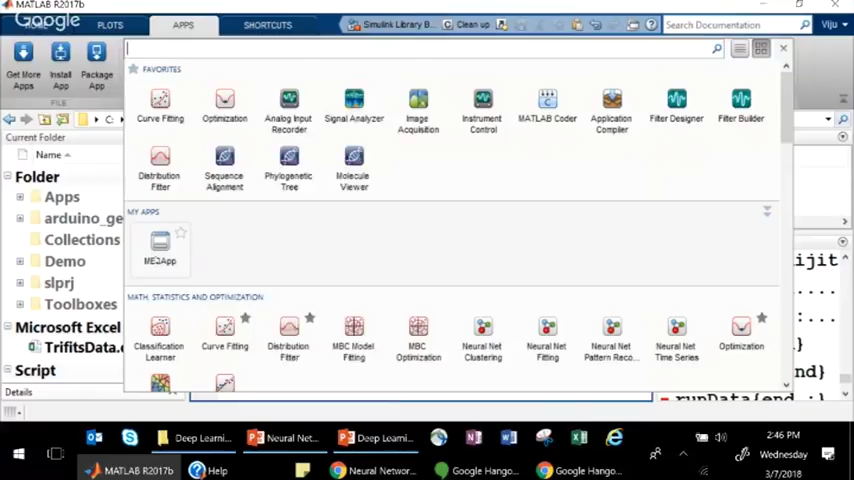 MATLAB R2017b
Google
PLOTS
APPS
SHORTCUTS
Simulink Library B...
Clean up
Search Documentation
Viju
Get More Apps
Install App
Package App
FILE
C:
Current Folder
Name
Folder
Apps
arduino_ge
Collections
Demo
slprj
Toolboxes
Microsoft Excel
TrifitsData.e
Script
Details
FAVORITES
Curve Fitting
Optimization
Analog Input Recorder
Signal Analyzer
Image Acquisition
Instrument Control
MATLAB Coder
Application Compiler
Filter Designer
Filter Builder
Distribution Fitter
Sequence Alignment
Phylogenetic Tree
Molecule Viewer
MY APPS
MATH, STATISTICS AND OPTIMIZATION
Classification Learner
Curve Fitting
Distribution Fitter
MBC Model Fitting
MBC Optimization
Neural Net Clustering
Neural Net Fitting
Neural Net Pattern Reco...
Neural Net Time Series
Optimization
Deep Learni...
Neural Net...
Deep Learni...
2:46 PM
Wednesday
3/7/2018
MATLAB R2017b
Help
Neural Networ...
Google Hango...
Google Hango...